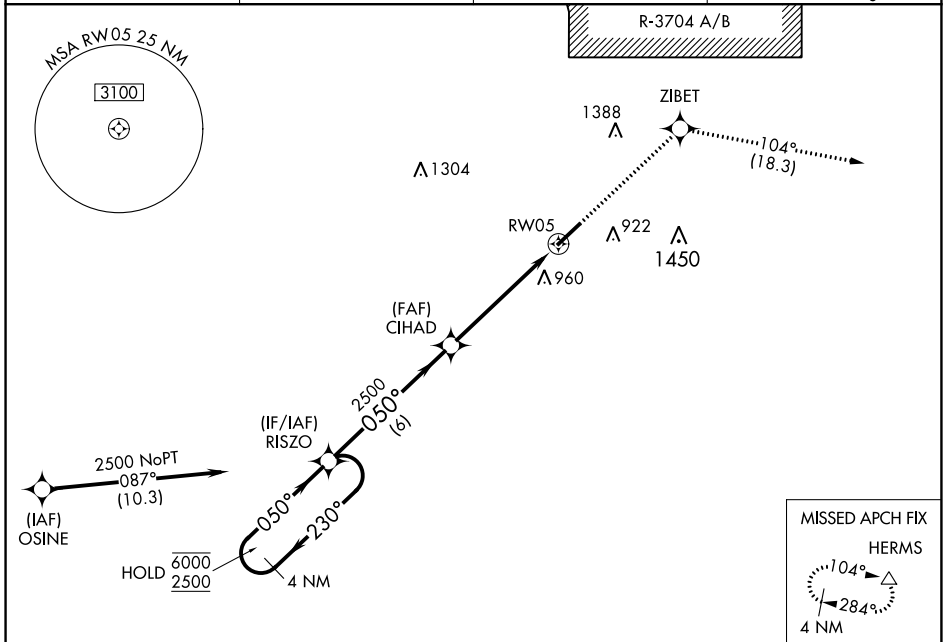 R-3704 A/B
MSA RW05 25 NM
3100
ZIBET
1388
104°
(18.3)
1304
RW05
922
1450
960
(FAF)
CIHAD
2500
050°
(6)
(IF/IAF)
RISZO
2500 NoPT
087°
(10.3)
(IAF)
OSINE
050°
230°
HOLD
6000
2500
4 NM
MISSED APCH FIX
HERMS
104°
284°
4 NM